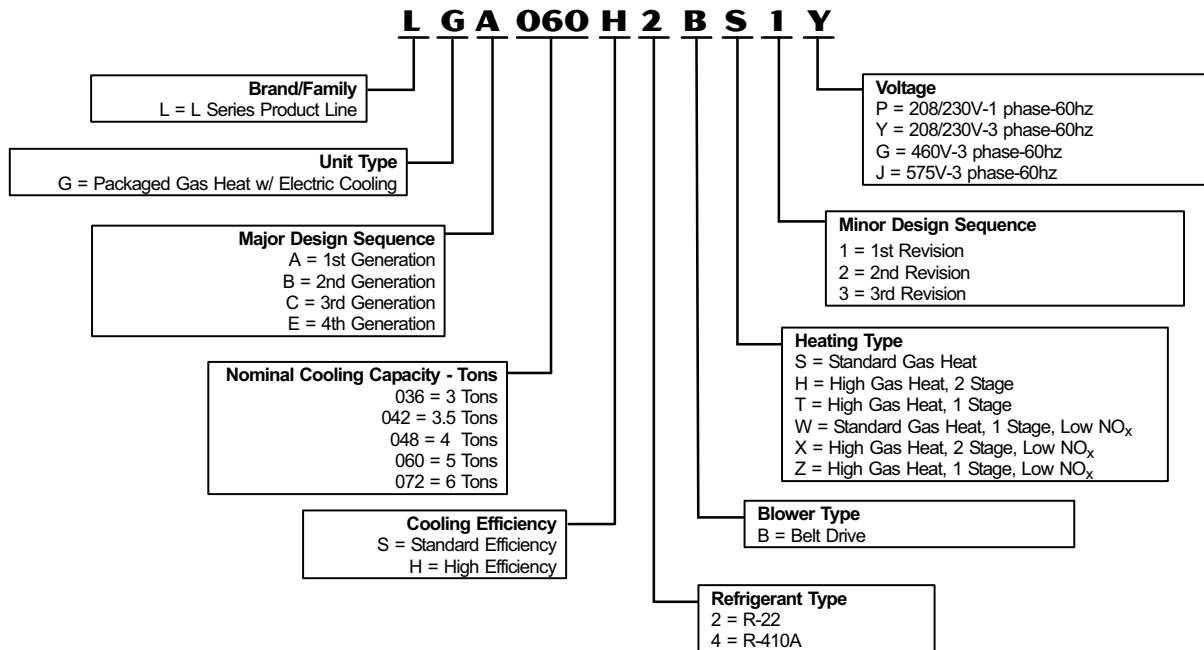 L G A 060 H 2 B S 1 Y
Brand/Family
L = L Series Product Line
Unit Type
G = Packaged Gas Heat w/ Electric Cooling
Major Design Sequence
A = 1st Generation
B = 2nd Generation
C = 3rd Generation
E = 4th Generation
Nominal Cooling Capacity - Tons
036 = 3 Tons
042 = 3.5 Tons
048 = 4 Tons
060 = 5 Tons
072 = 6 Tons
Cooling Efficiency
S = Standard Efficiency
H = High Efficiency
Voltage
P = 208/230V-1 phase-60hz
Y = 208/230V-3 phase-60hz
G = 460V-3 phase-60hz
J = 575V-3 phase-60hz
Minor Design Sequence
1 = 1st Revision
2 = 2nd Revision
3 = 3rd Revision
Heating Type
S = Standard Gas Heat
H = High Gas Heat, 2 Stage
T = High Gas Heat, 1 Stage
W = Standard Gas Heat, 1 Stage, Low NOx
X = High Gas Heat, 2 Stage, Low NOx
Z = High Gas Heat, 1 Stage, Low NOx
Blower Type
B = Belt Drive
Refrigerant Type
2 = R-22
4 = R-410A